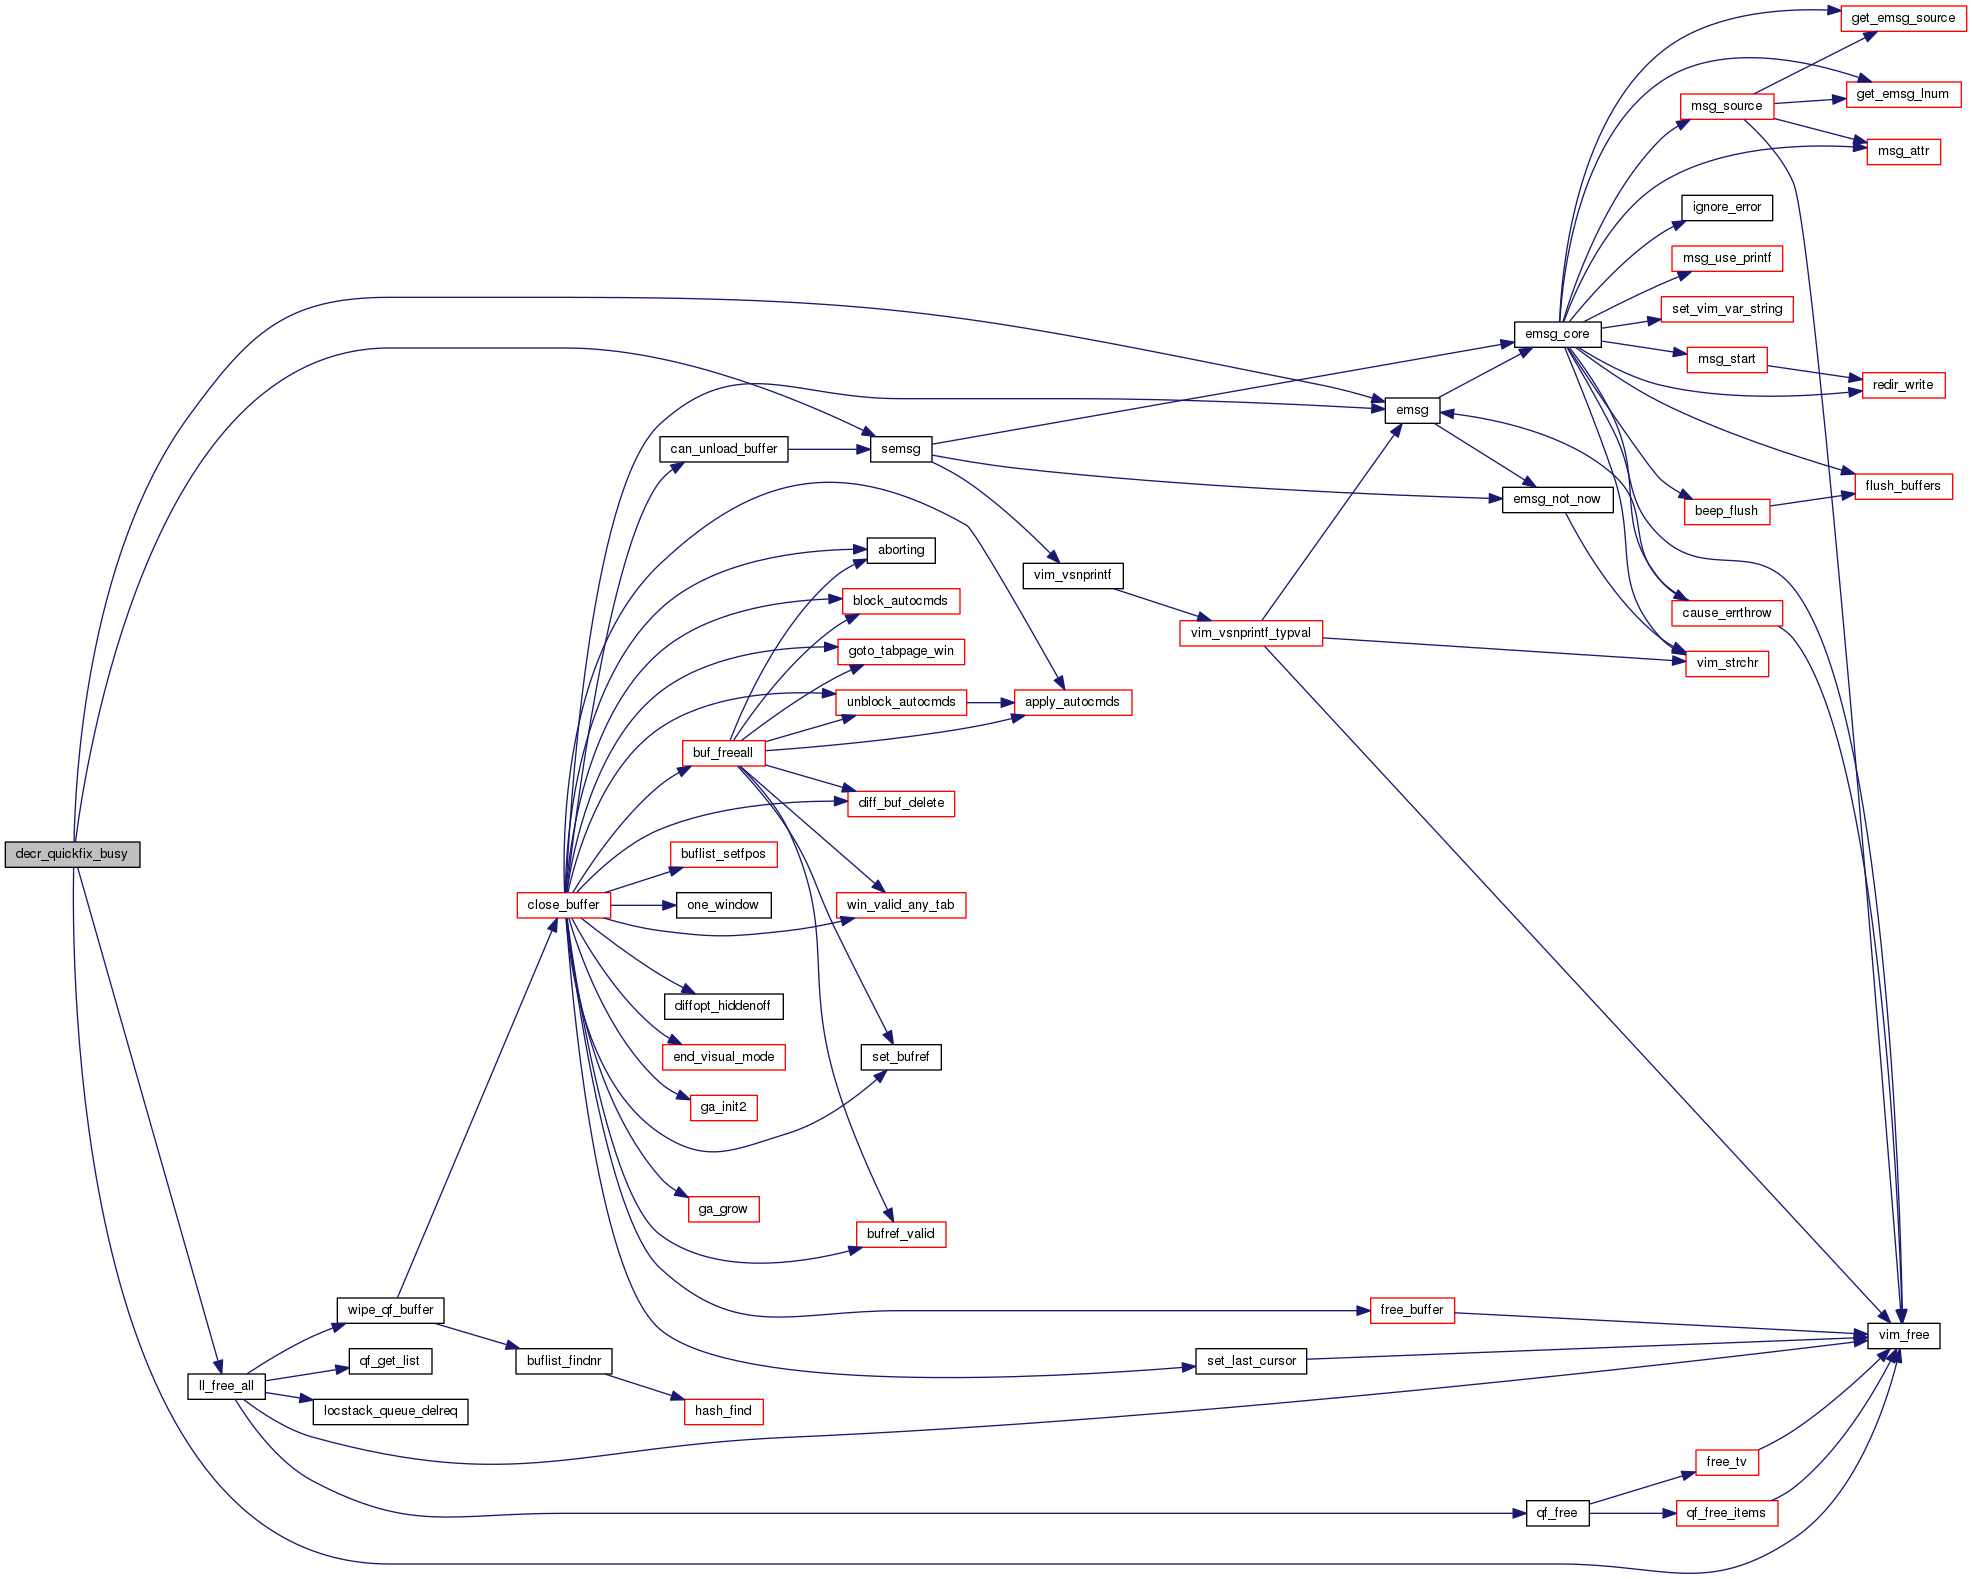 get_emsg_source
get_emsg_lnum
msg_source
msg_attr
ignore_error
msg_use_printf
set_vim_var_string
emsg_core
msg_start
redir_write
emsg
can_unload_buffer
semsg
flush_buffers
emsg_not_now
beep_flush
aborting
vim_vsnprintf
block_autocmds
cause_errthrow
vim_vsnprintf_typval
goto_tabpage_win
vim_strchr
unblock_autocmds
apply_autocmds
buf_freeall
diff_buf_delete
decr_quickfix_busy
buflist_setfpos
close_buffer
one_window
win_valid_any_tab
diffopt_hiddenoff
end_visual_mode
set_bufref
ga_init2
ga_grow
bufref_valid
wipe_qf_buffer
free_buffer
vim_free
qf_get_list
buflist_findnr
set_last_cursor
ll_free_all
locstack_queue_delreq
hash_find
free_tv
qf_free
qf_free_items